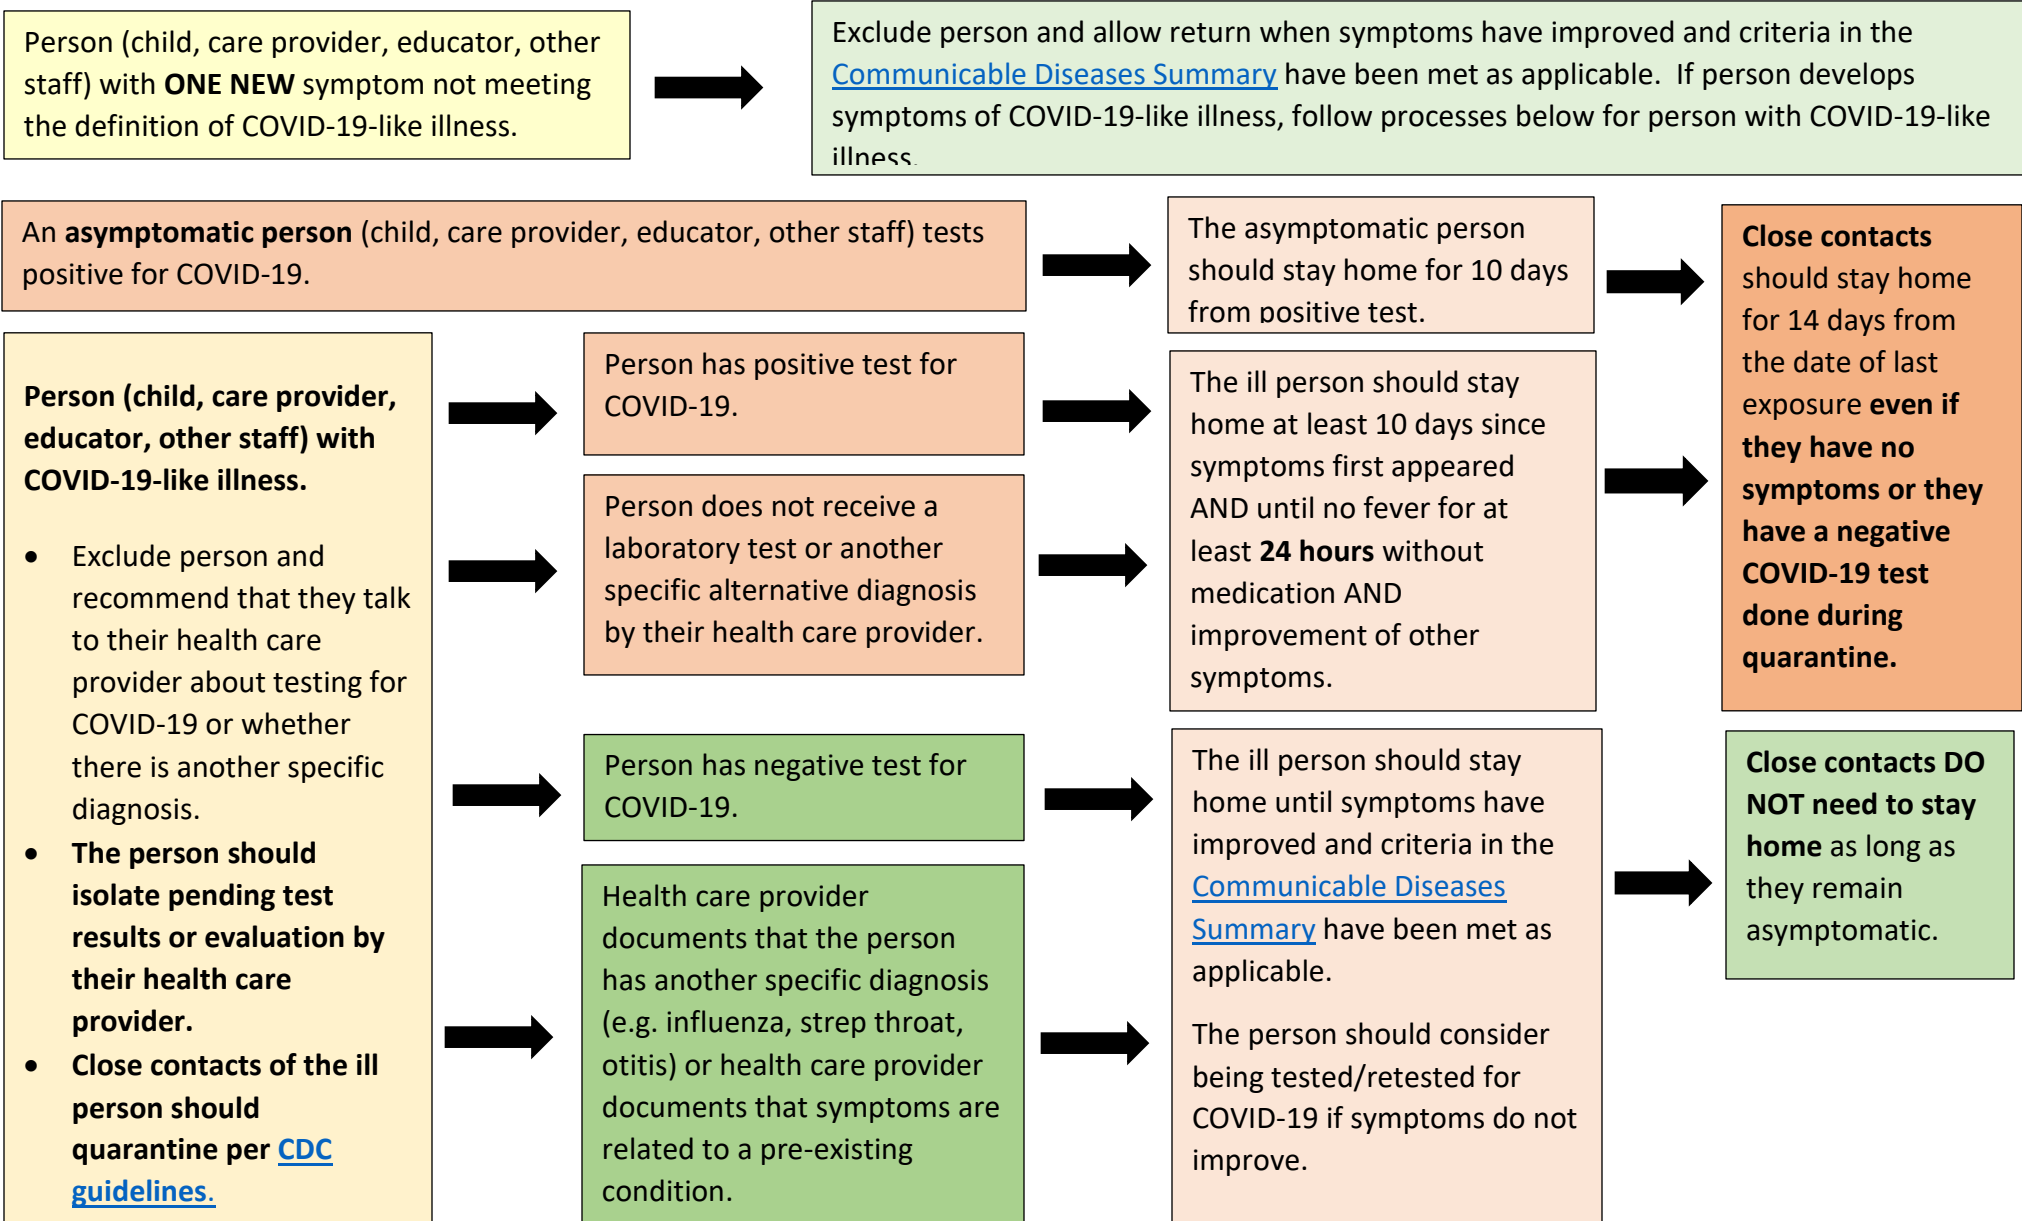 Person (child, care provider, educator, other
staff) with ONE NEW symptom not meeting
the definition of COVID-19-like illness.
Exclude person and allow return when symptoms have improved and criteria in the
Communicable Diseases Summary have been met as applicable.  If person develops
symptoms of COVID-19-like illness, follow processes below for person with COVID-19-like
illness.
An asymptomatic person (child, care provider, educator, other staff) tests
positive for COVID-19.
The asymptomatic person
should stay home for 10 days
from positive test.
Close contacts
should stay home
for 14 days from
the date of last
exposure even if
they have no
symptoms or they
have a negative
COVID-19 test
done during
quarantine.
Person (child, care provider,
educator, other staff) with
COVID-19-like illness.
• Exclude person and
recommend that they talk
to their health care
provider about testing for
COVID-19 or whether
there is another specific
diagnosis.
• The person should
isolate pending test
results or evaluation by
their health care
provider.
• Close contacts of the ill
person should
quarantine per CDC
guidelines.
Person has positive test for
COVID-19.
Person does not receive a
laboratory test or another
specific alternative diagnosis
by their health care provider.
The ill person should stay
home at least 10 days since
symptoms first appeared
AND until no fever for at
least 24 hours without
medication AND
improvement of other
symptoms.
Person has negative test for
COVID-19.
Health care provider
documents that the person
has another specific diagnosis
(e.g. influenza, strep throat,
otitis) or health care provider
documents that symptoms are
related to a pre-existing
condition.
The ill person should stay
home until symptoms have
improved and criteria in the
Communicable Diseases
Summary have been met as
applicable.
The person should consider
being tested/retested for
COVID-19 if symptoms do not
improve.
Close contacts DO
NOT need to stay
home as long as
they remain
asymptomatic.